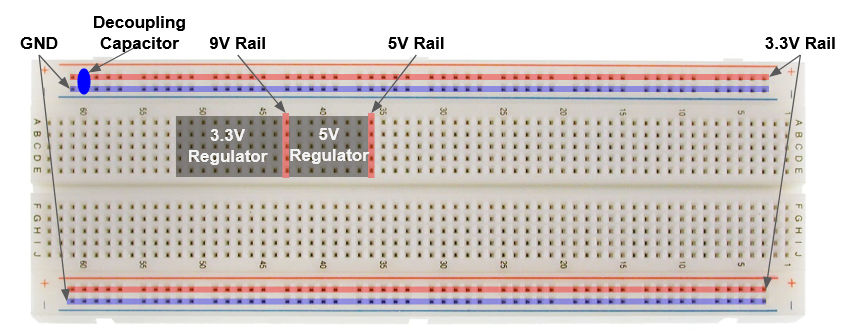 Decoupling
Capacitor
GND
9V Rail
5V Rail
3.3V Rail
+ +
- -
60 55 50 45 40 35 30 25 20 15 10 5 1
A A
B B
C C
D D
E E
3.3V
Regulator
5V
Regulator
F F
G G
H H
I I
J J
60 55 50 45 40 35 30 25 20 15 10 5 1
+ +
- -